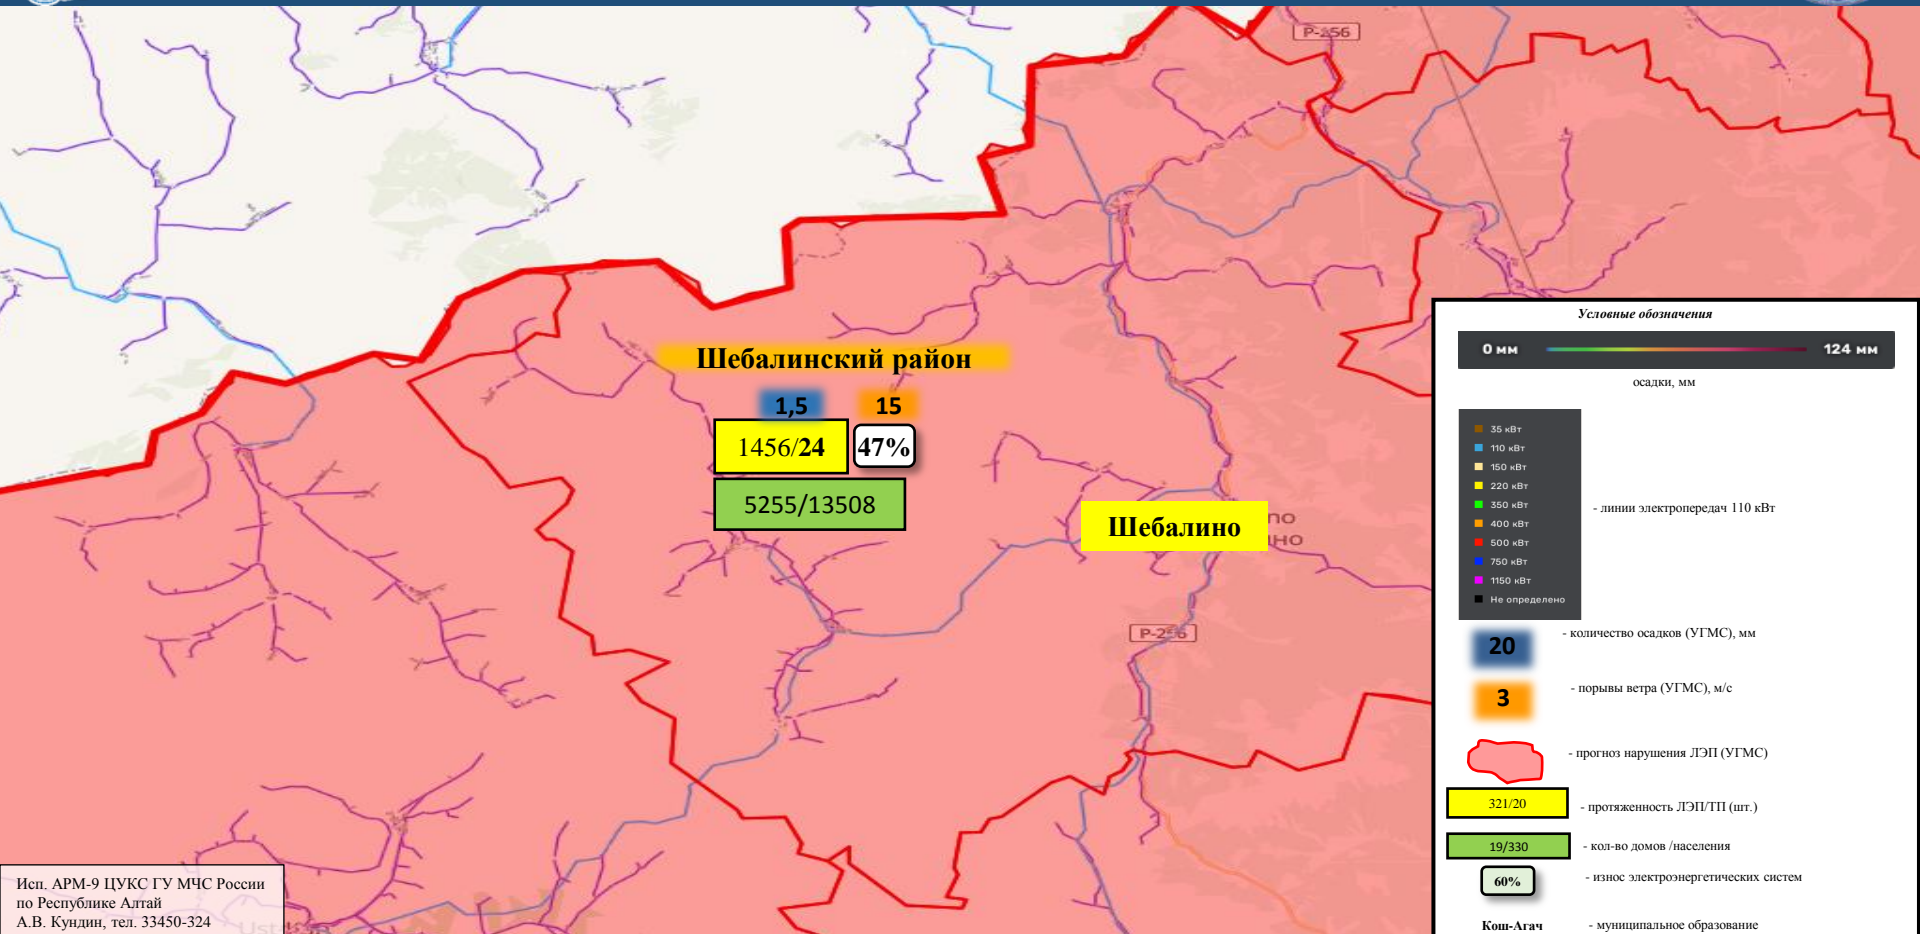 Р-256
Шебалинский район
1,5
15
1456/24
47%
5255/13508
Шебалино
по
но
Р-256
Условные обозначения
0 мм
124 мм
осадки, мм
35 кВт
110 кВт
150 кВт
220 кВт
350 кВт
400 кВт
500 кВт
750 кВт
1150 кВт
Не определено
- линии электропередач 110 кВт
20
- количество осадков (УГМС), мм
3
- порывы ветра (УГМС), м/с
- прогноз нарушения ЛЭП (УГМС)
321/20
- протяженность ЛЭП/ТП (шт.)
19/330
- кол-во домов /населения
60%
- износ электроэнергетических систем
Кош-Агач
- муниципальное образование
Исп. АРМ-9 ЦУКС ГУ МЧС России
по Республике Алтай
А.В. Кундин, тел. 33450-324